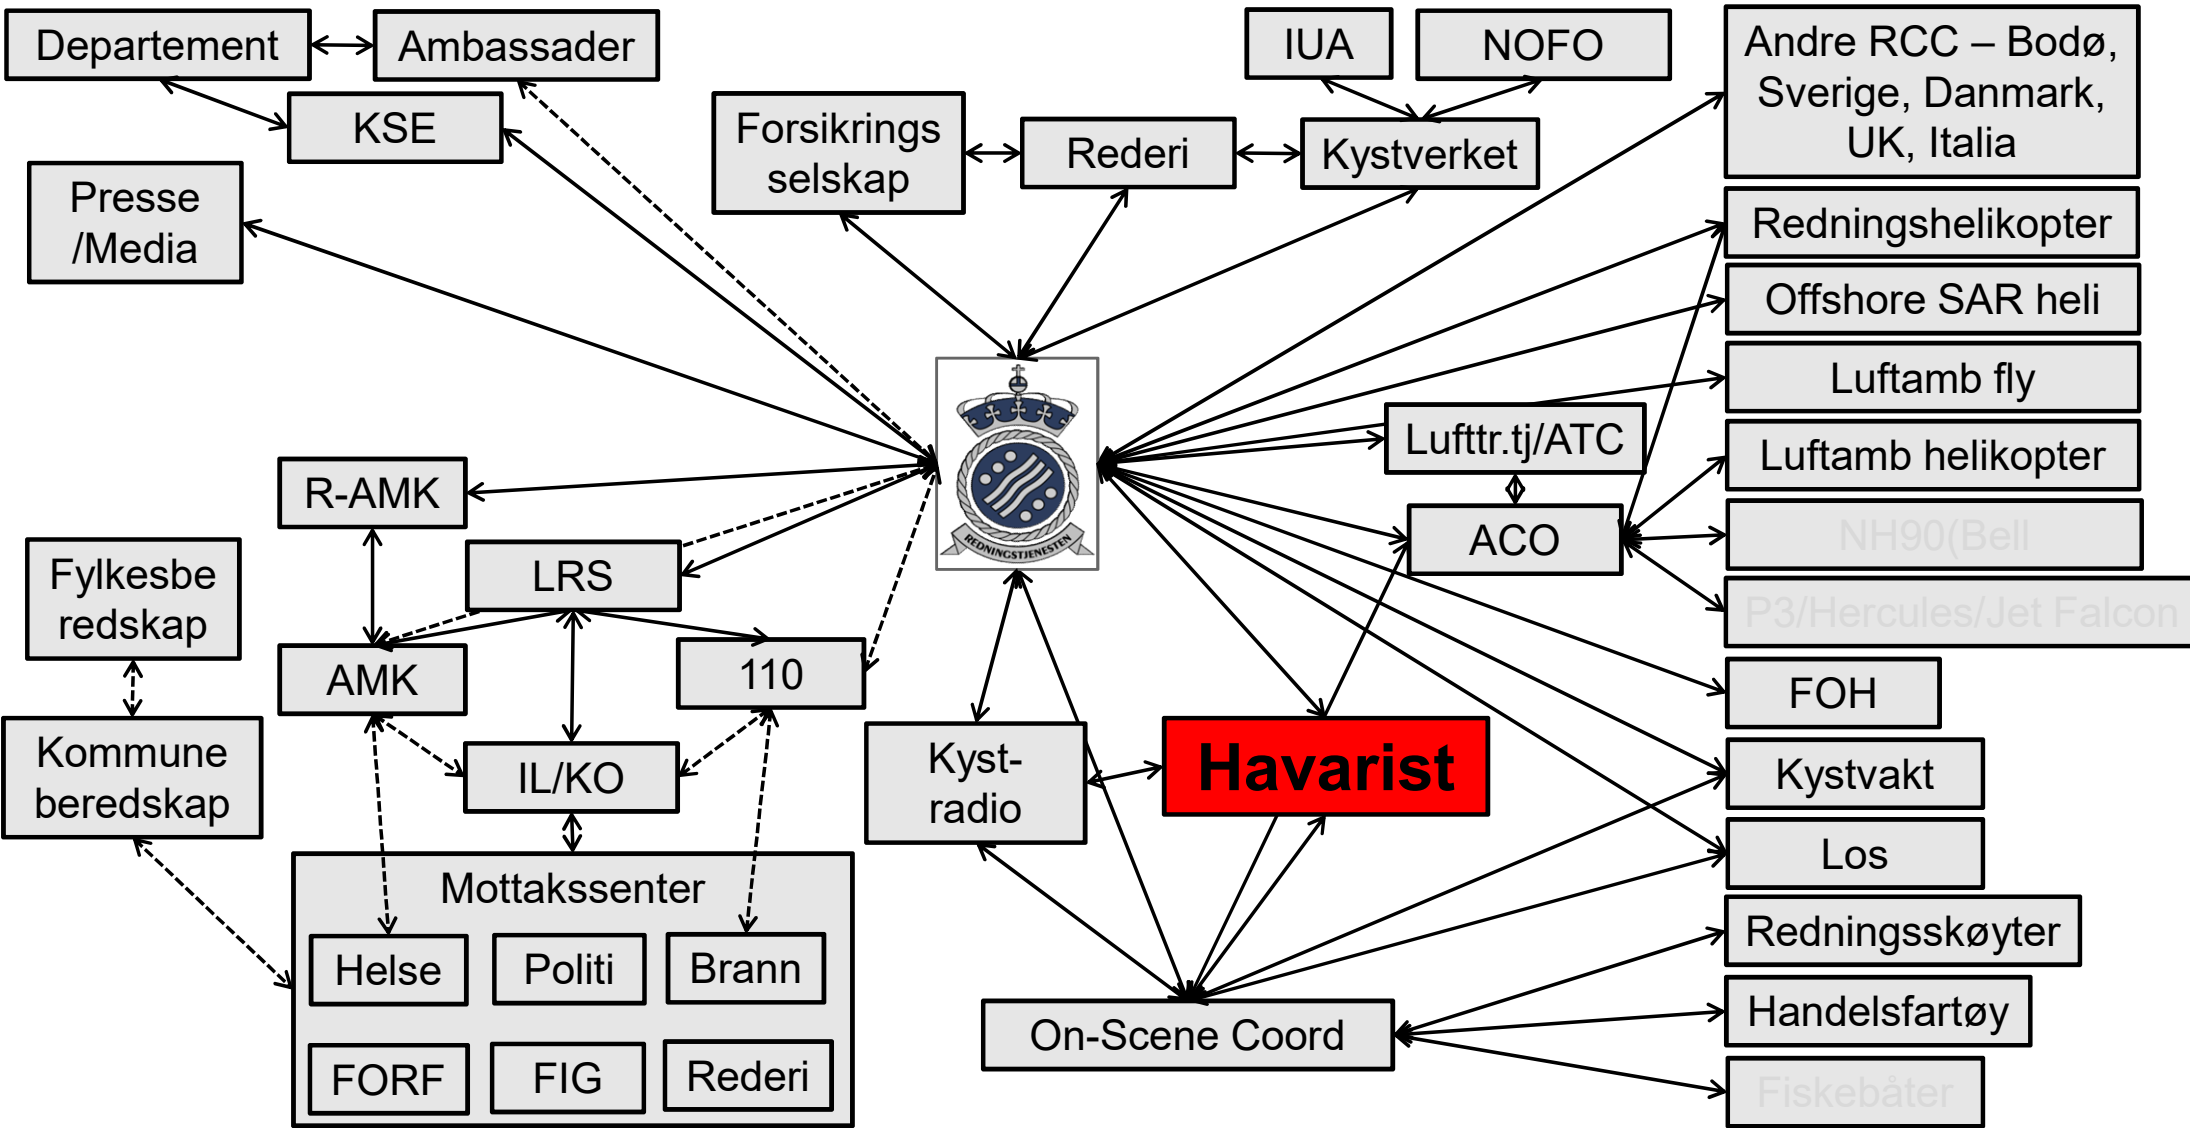 Departement
Ambassader
KSE
Presse
/Media
Forsikrings
selskap
Rederi
IUA
NOFO
Kystverket
Andre RCC – Bodø,
Sverige, Danmark,
UK, Italia
Redningshelikopter
Offshore SAR heli
Luftamb fly
Lufttr.tj/ATC
Luftamb helikopter
ACO
NH90(Bell
P3/Hercules/Jet Falcon
FOH
Kystvakt
Los
Redningsskøyter
Handelsfartøy
Fiskebåter
REDNINGSTJENESTEN
R-AMK
LRS
Fylkesbe
redskap
AMK
110
Kommune
beredskap
IL/KO
Kyst-
radio
Havarist
On-Scene Coord
Mottakssenter
Helse
Politi
Brann
FORF
FIG
Rederi